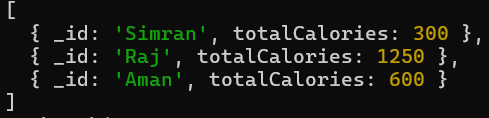 [
  { _id: 'Simran', totalCalories: 300 },
  { _id: 'Raj', totalCalories: 1250 },
  { _id: 'Aman', totalCalories: 600 }
]